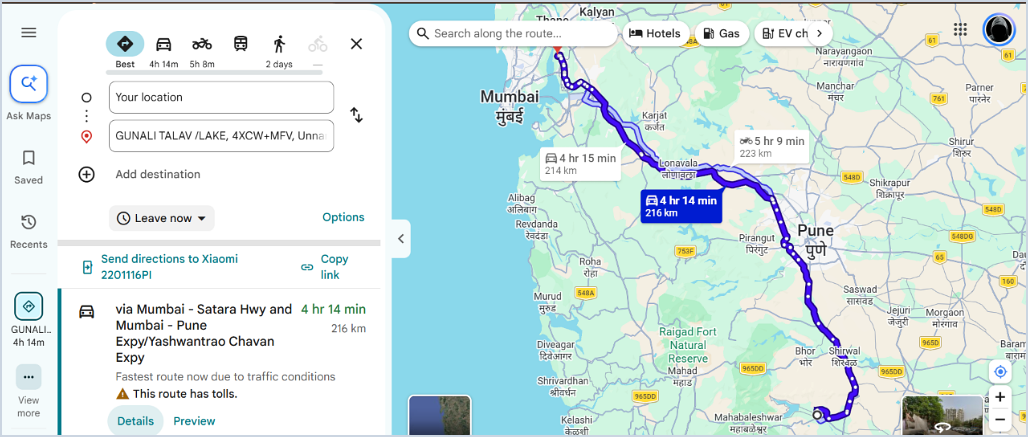 Ask Maps
Saved
Recents
GUNALI...
4h 14m
View
more
Best
4h 14m
5h 8m
2 days
—
Your location
GUNALI TALAV /LAKE, 4XCW+MFV, Unna
Add destination
Leave now
Options
Send directions to Xiaomi
2201116PI
Copy
link
via Mumbai - Satara Hwy and
Mumbai - Pune
Expy/Yashwantrao Chavan
Expy
4 hr 14 min
216 km
Fastest route now due to traffic conditions
This route has tolls.
Details
Preview
Search along the route...
Hotels
Gas
EV ch
Thane
Kalyan
Mumbai
मुंबई
Karjat
कर्जत
Narayangaon
नारायणगाव
Manchar
मंचर
Parner
पारनेर
Shirur
शिरुर
61
761
4 hr 15 min
214 km
5 hr 9 min
223 km
4 hr 14 min
216 km
Lonavala
लोणावळा
548D
Shikrapur
शिक्रापूर
548D
Alibag
अलिबाग
Revdanda
रेवदंडा
Pune
पुणे
Pirangut
पिरंगुट
753F
548DG
65
160
Roha
रोहा
548A
Murud
मुरुड
Saswad
सासवड
Jejuri
जेजुरी
Morgaon
मोरगाव
Raigad Fort
Natural
Reserve
Diveagar
दिवेआगर
Mahad
महाड
965DD
Bhor
भोर
Shirwal
शिरवळ
965D
965DD
Shrivardhan
श्रीवर्धन
965DD
Kelashi
केळशी
Mahabaleshwar
महाबळेश्वर